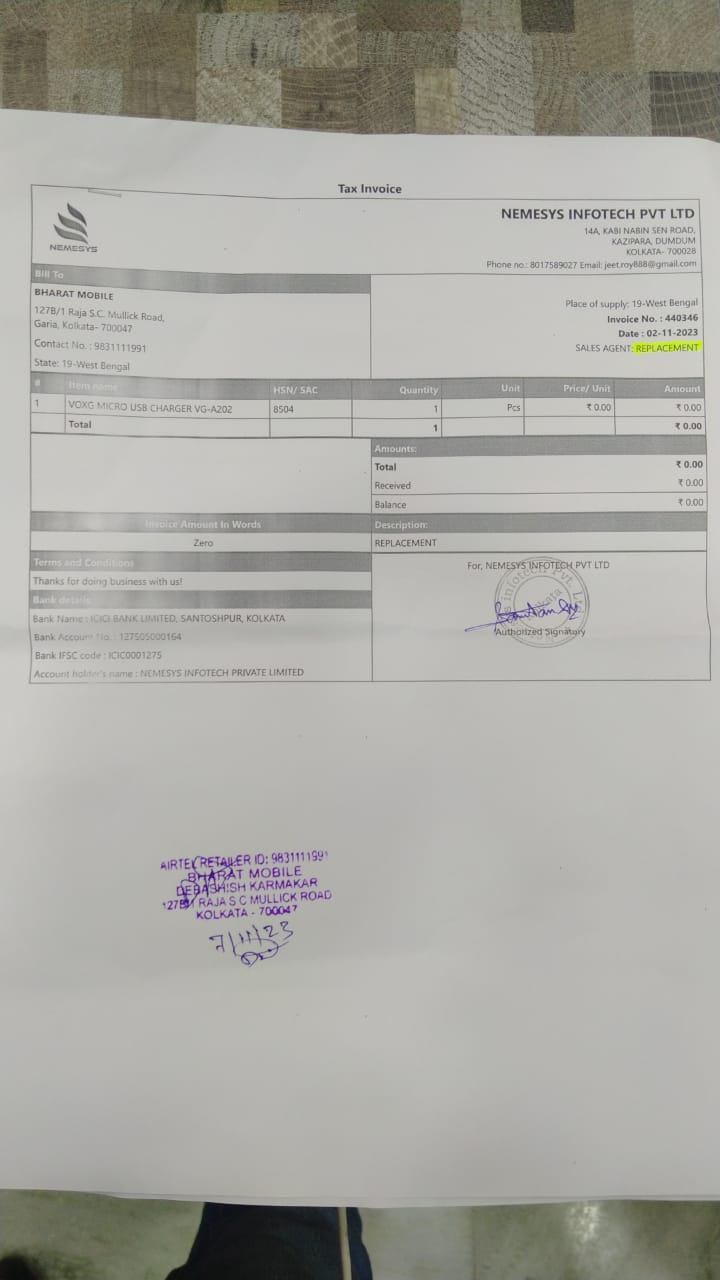 Tax Invoice
NEMESYS
NEMESYS INFOTECH PVT LTD
14A, KABI NABIN SEN ROAD,
KAZIPARA, DUMDUM
KOLKATA- 700028
Phone no.: 8017589027 Email: jeet.roy888@gmail.com
Bill To
BHARAT MOBILE
127B/1 Raja S.C. Mullick Road,
Garia, Kolkata- 700047
Contact No. : 9831111991
State: 19-West Bengal
Place of supply: 19-West Bengal
Invoice No. : 440346
Date : 02-11-2023
SALES AGENT: REPLACEMENT
# Item name HSN/ SAC Quantity Unit Price/ Unit Amount
1 VOXG MICRO USB CHARGER VG-A202 8504 1 Pcs ₹ 0.00 ₹ 0.00
Total 1 ₹ 0.00
Amounts:
Total ₹ 0.00
Received ₹ 0.00
Balance ₹ 0.00
Invoice Amount In Words
Zero
Description:
REPLACEMENT
Terms and Conditions
Thanks for doing business with us!
Bank details
Bank Name : ICICI BANK LIMITED, SANTOSHPUR, KOLKATA
Bank Account No. : 127505000164
Bank IFSC code : ICIC0001275
Account holder's name : NEMESYS INFOTECH PRIVATE LIMITED
For, NEMESYS INFOTECH PVT LTD
Authorized Signatory
AIRTEL RETAILER ID: 9831111991
BHARAT MOBILE
DEBASHISH KARMAKAR
127B/1 RAJA S C MULLICK ROAD
KOLKATA - 700047
7/11/23